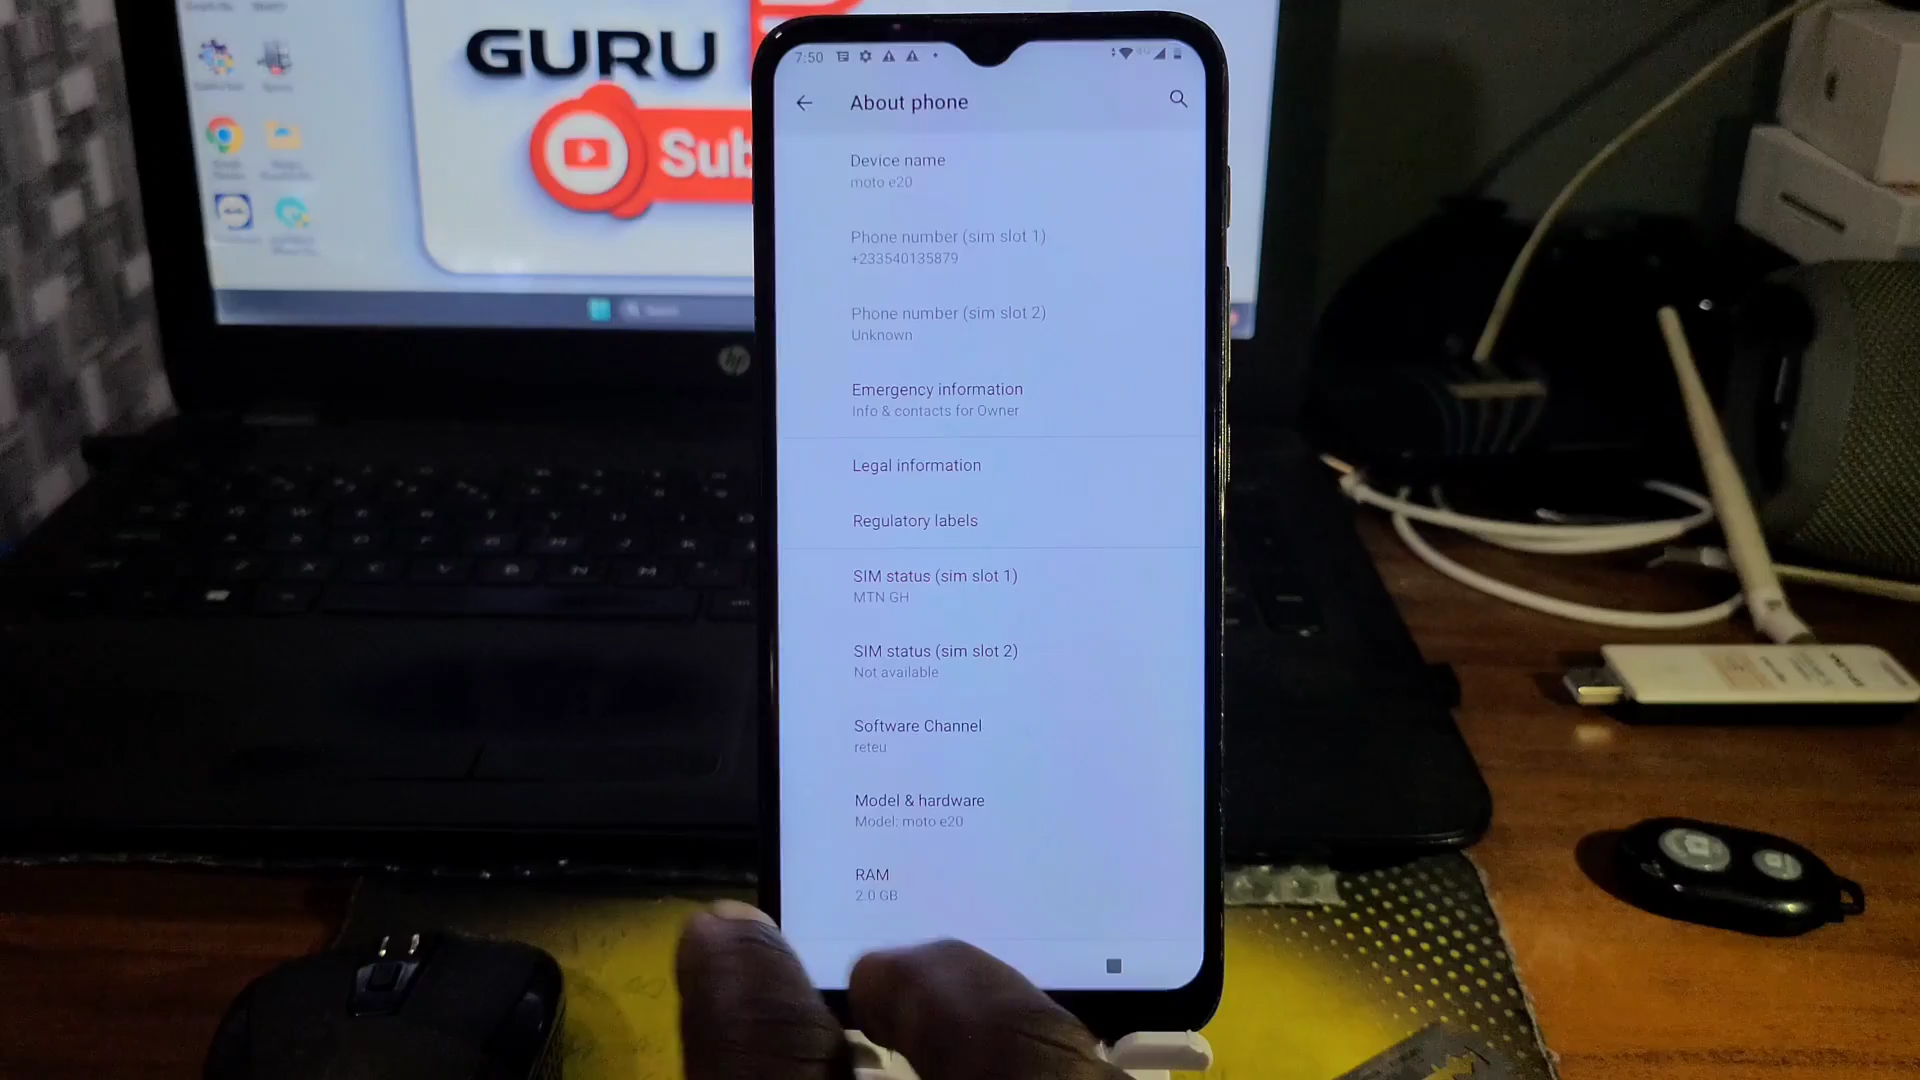 GURU
Sub
7:50
About phone
Device name
moto e20
Phone number (sim slot 1)
+233540135879
Phone number (sim slot 2)
Unknown
Emergency information
Info & contacts for Owner
Legal information
Regulatory labels
SIM status (sim slot 1)
MTN GH
SIM status (sim slot 2)
Not available
Software Channel
reteu
Model & hardware
Model: moto e20
RAM
2.0 GB
hp